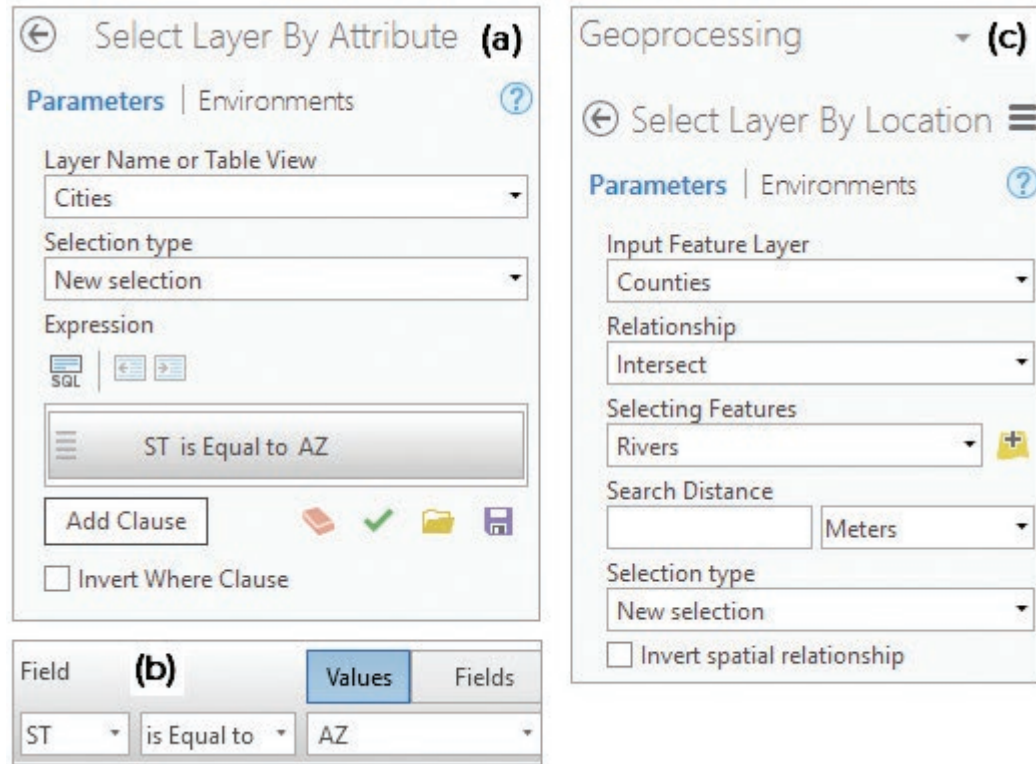 Select Layer By Attribute (a)
Parameters | Environments ?
Layer Name or Table View
Cities
Selection type
New selection
Expression
SQL
ST is Equal to AZ
Add Clause
Invert Where Clause
Field (b) Values Fields
ST is Equal to AZ
Geoprocessing (c)
Select Layer By Location
Parameters | Environments ?
Input Feature Layer
Counties
Relationship
Intersect
Selecting Features
Rivers
Search Distance
Meters
Selection type
New selection
Invert spatial relationship